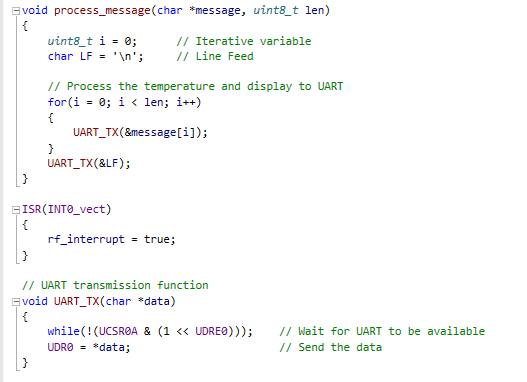 void process_message(char *message, uint8_t len)
{
    uint8_t i = 0;      // Iterative variable
    char LF = '\n';     // Line Feed

    // Process the temperature and display to UART
    for(i = 0; i < len; i++)
    {
        UART_TX(&message[i]);
    }
    UART_TX(&LF);
}

ISR(INT0_vect)
{
    rf_interrupt = true;
}

// UART transmission function
void UART_TX(char *data)
{
    while(!(UCSR0A & (1 << UDRE0)));    // Wait for UART to be available
    UDR0 = *data;                       // Send the data
}